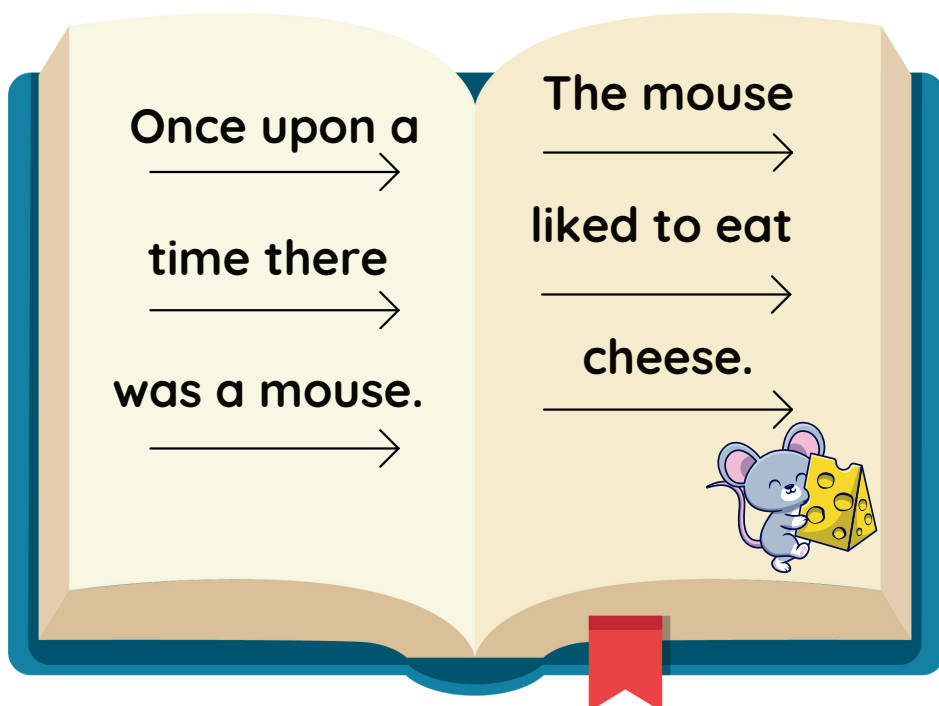 Once upon a
time there
was a mouse.
The mouse
liked to eat
cheese.